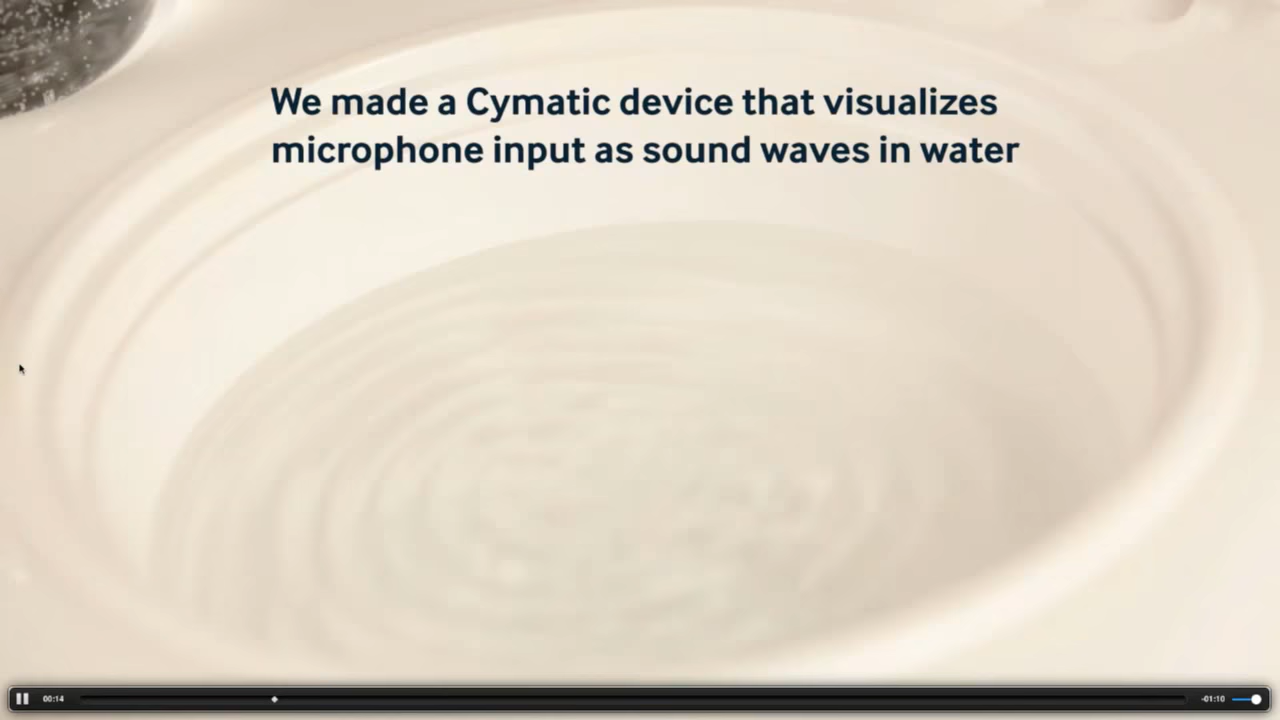 We made a Cymatic device that visualizes
microphone input as sound waves in water
00:14
-01:10